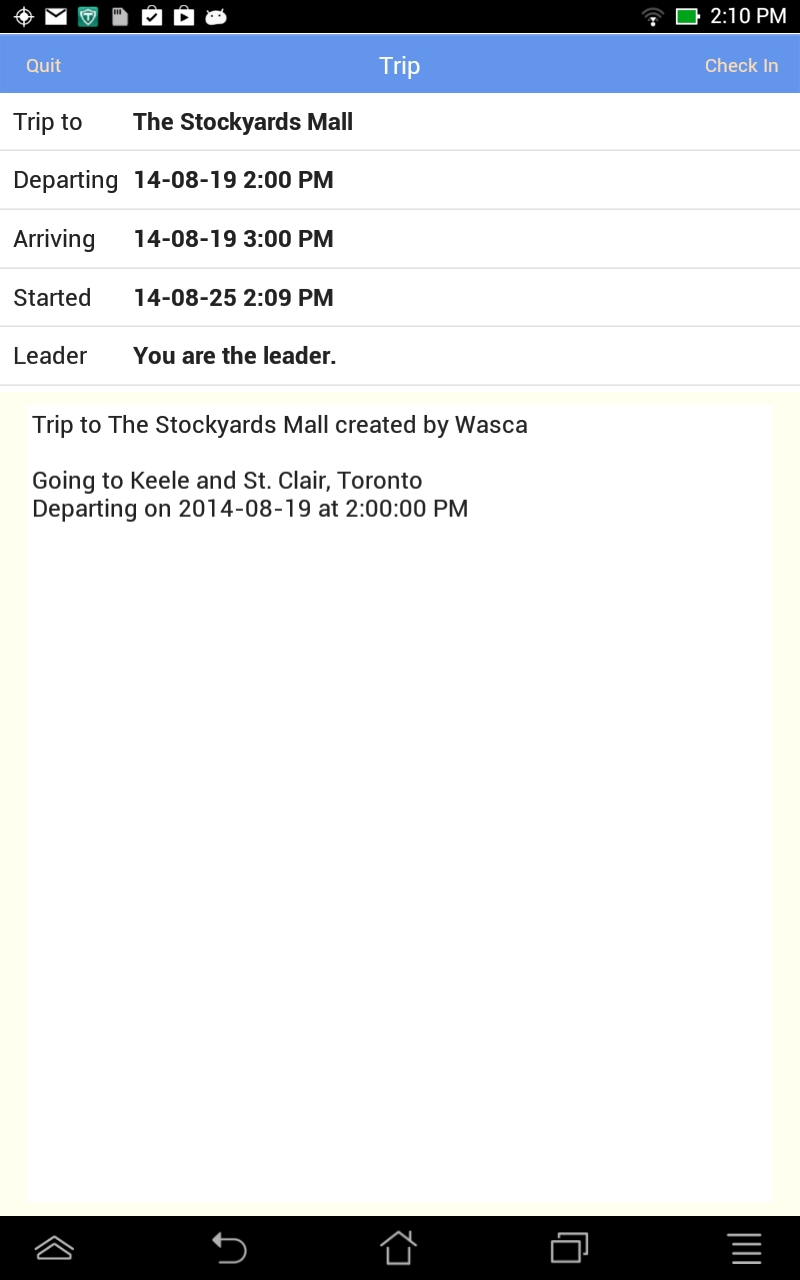 2:10 PM
Quit Trip Check In
Trip to The Stockyards Mall
Departing 14-08-19 2:00 PM
Arriving 14-08-19 3:00 PM
Started 14-08-25 2:09 PM
Leader You are the leader.
Trip to The Stockyards Mall created by Wasca
Going to Keele and St. Clair, Toronto
Departing on 2014-08-19 at 2:00:00 PM